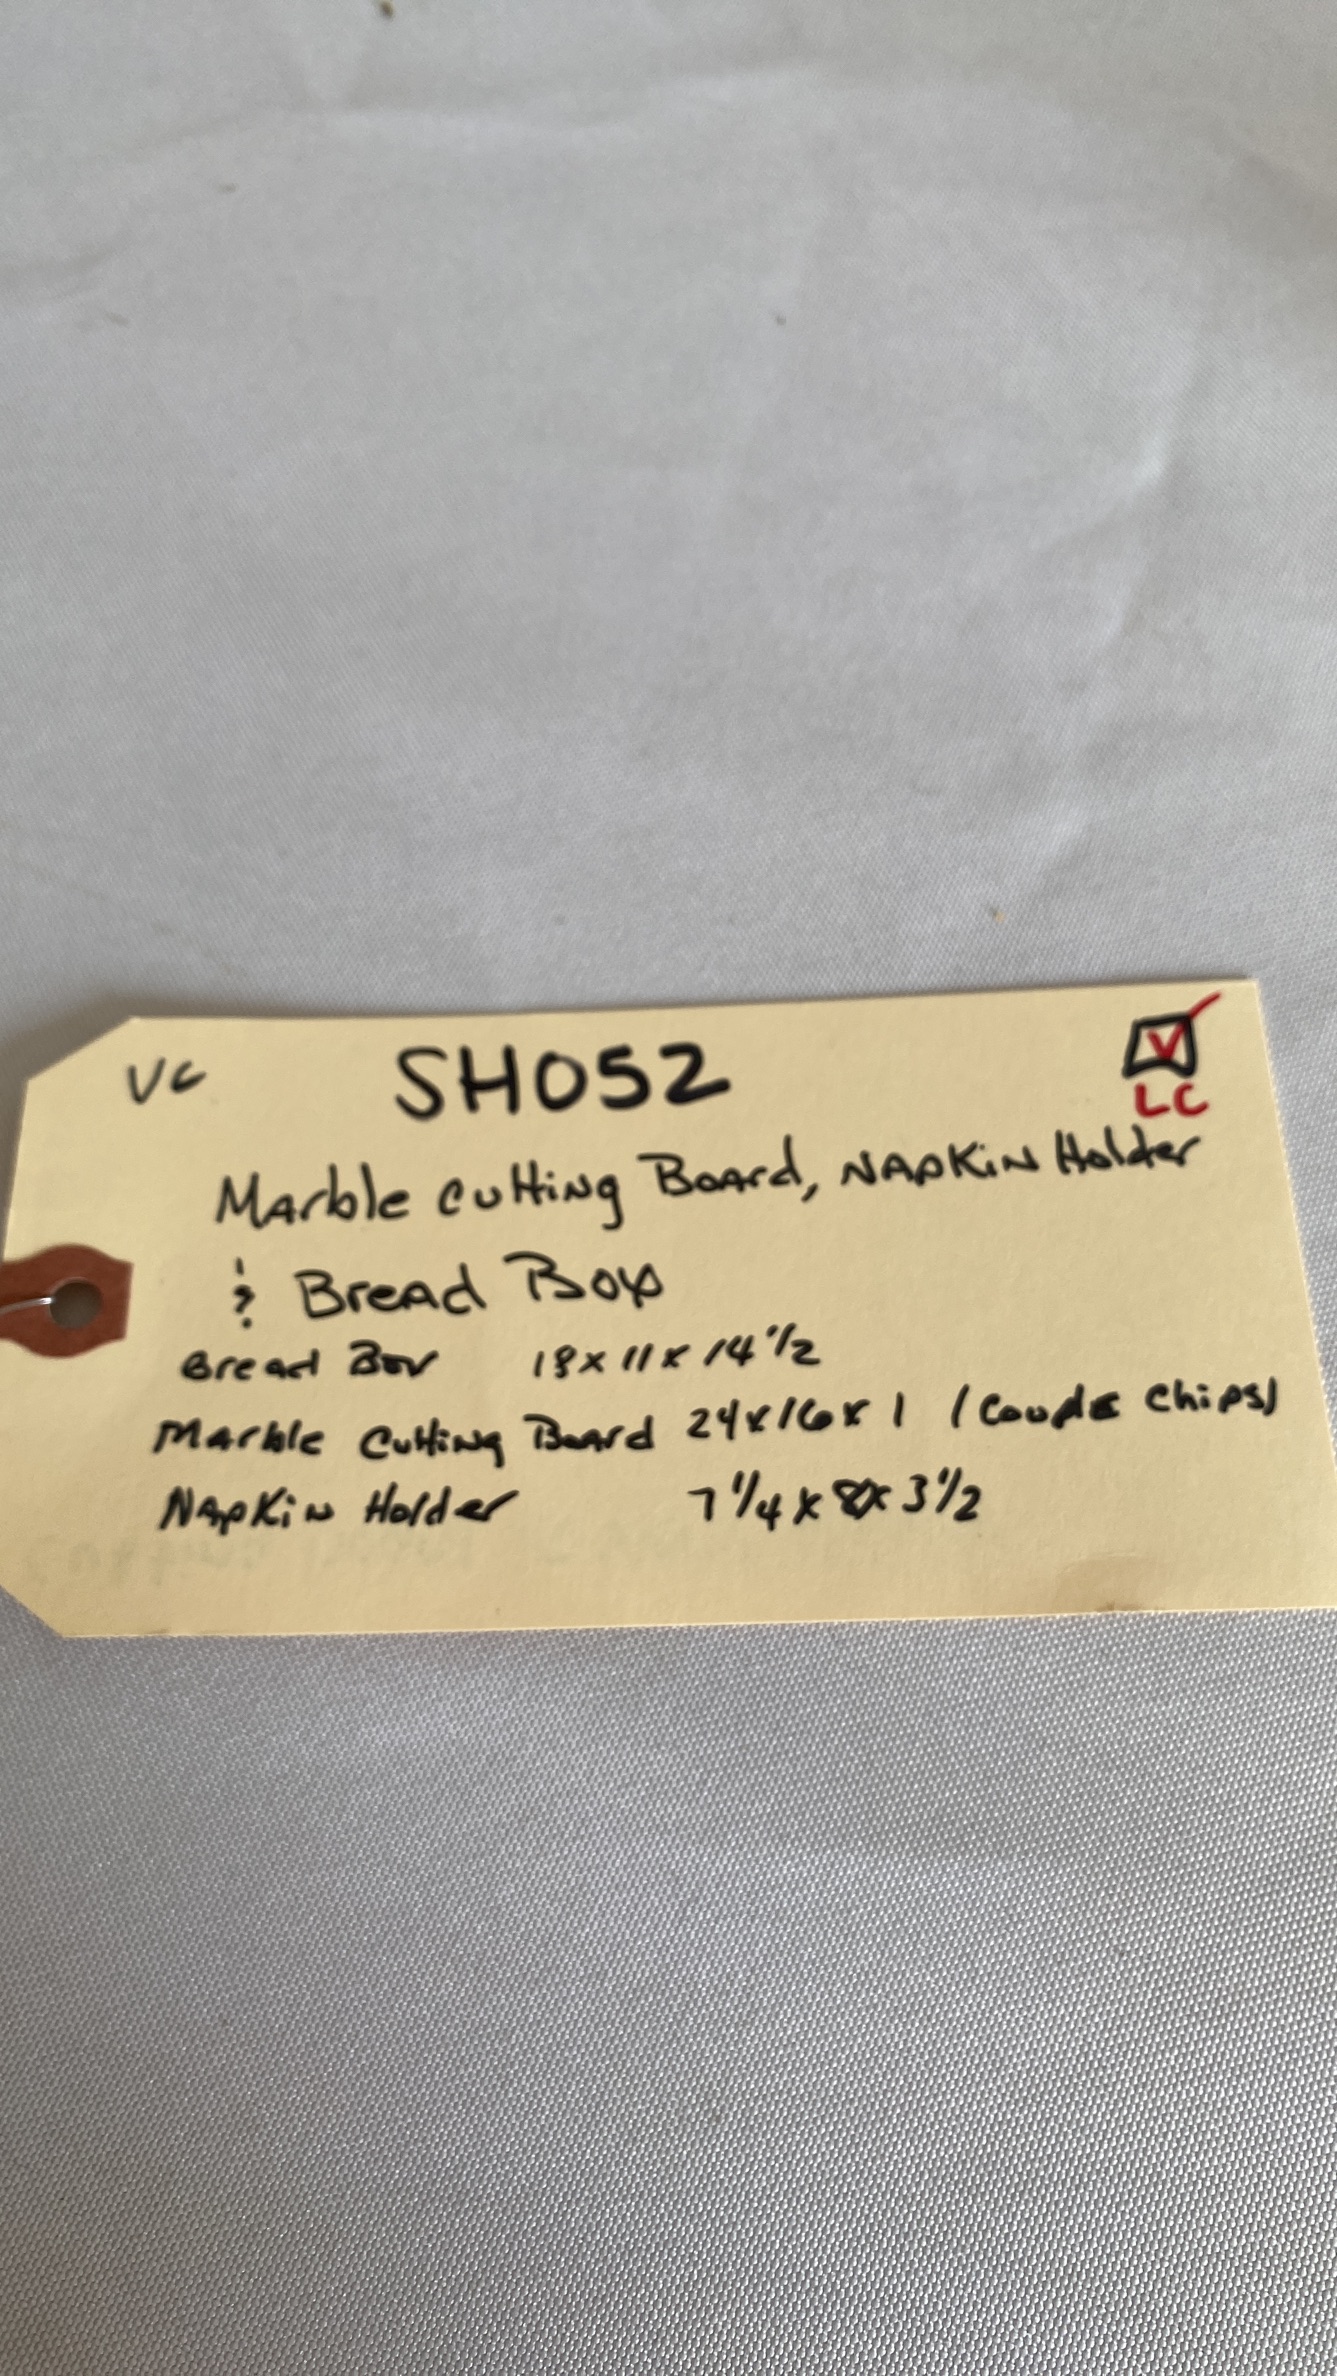 VC SH052 V
LC
Marble Cutting Board, Napkin Holder
& Bread Box
Bread Box 18x11x14 1/2
Marble Cutting Board 24x16x1 (Couple Chips)
Napkin Holder 7 1/4 x 8x 3 1/2